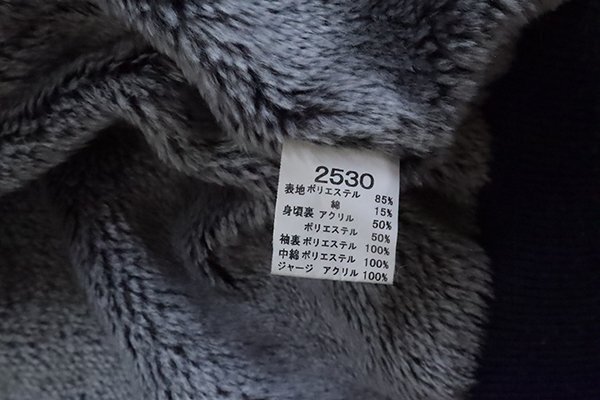 2530
表地 ポリエステル 85%
綿 15%
身頃裏 アクリル 50%
ポリエステル 50%
袖裏 ポリエステル 100%
中綿 ポリエステル 100%
ジャージ アクリル 100%